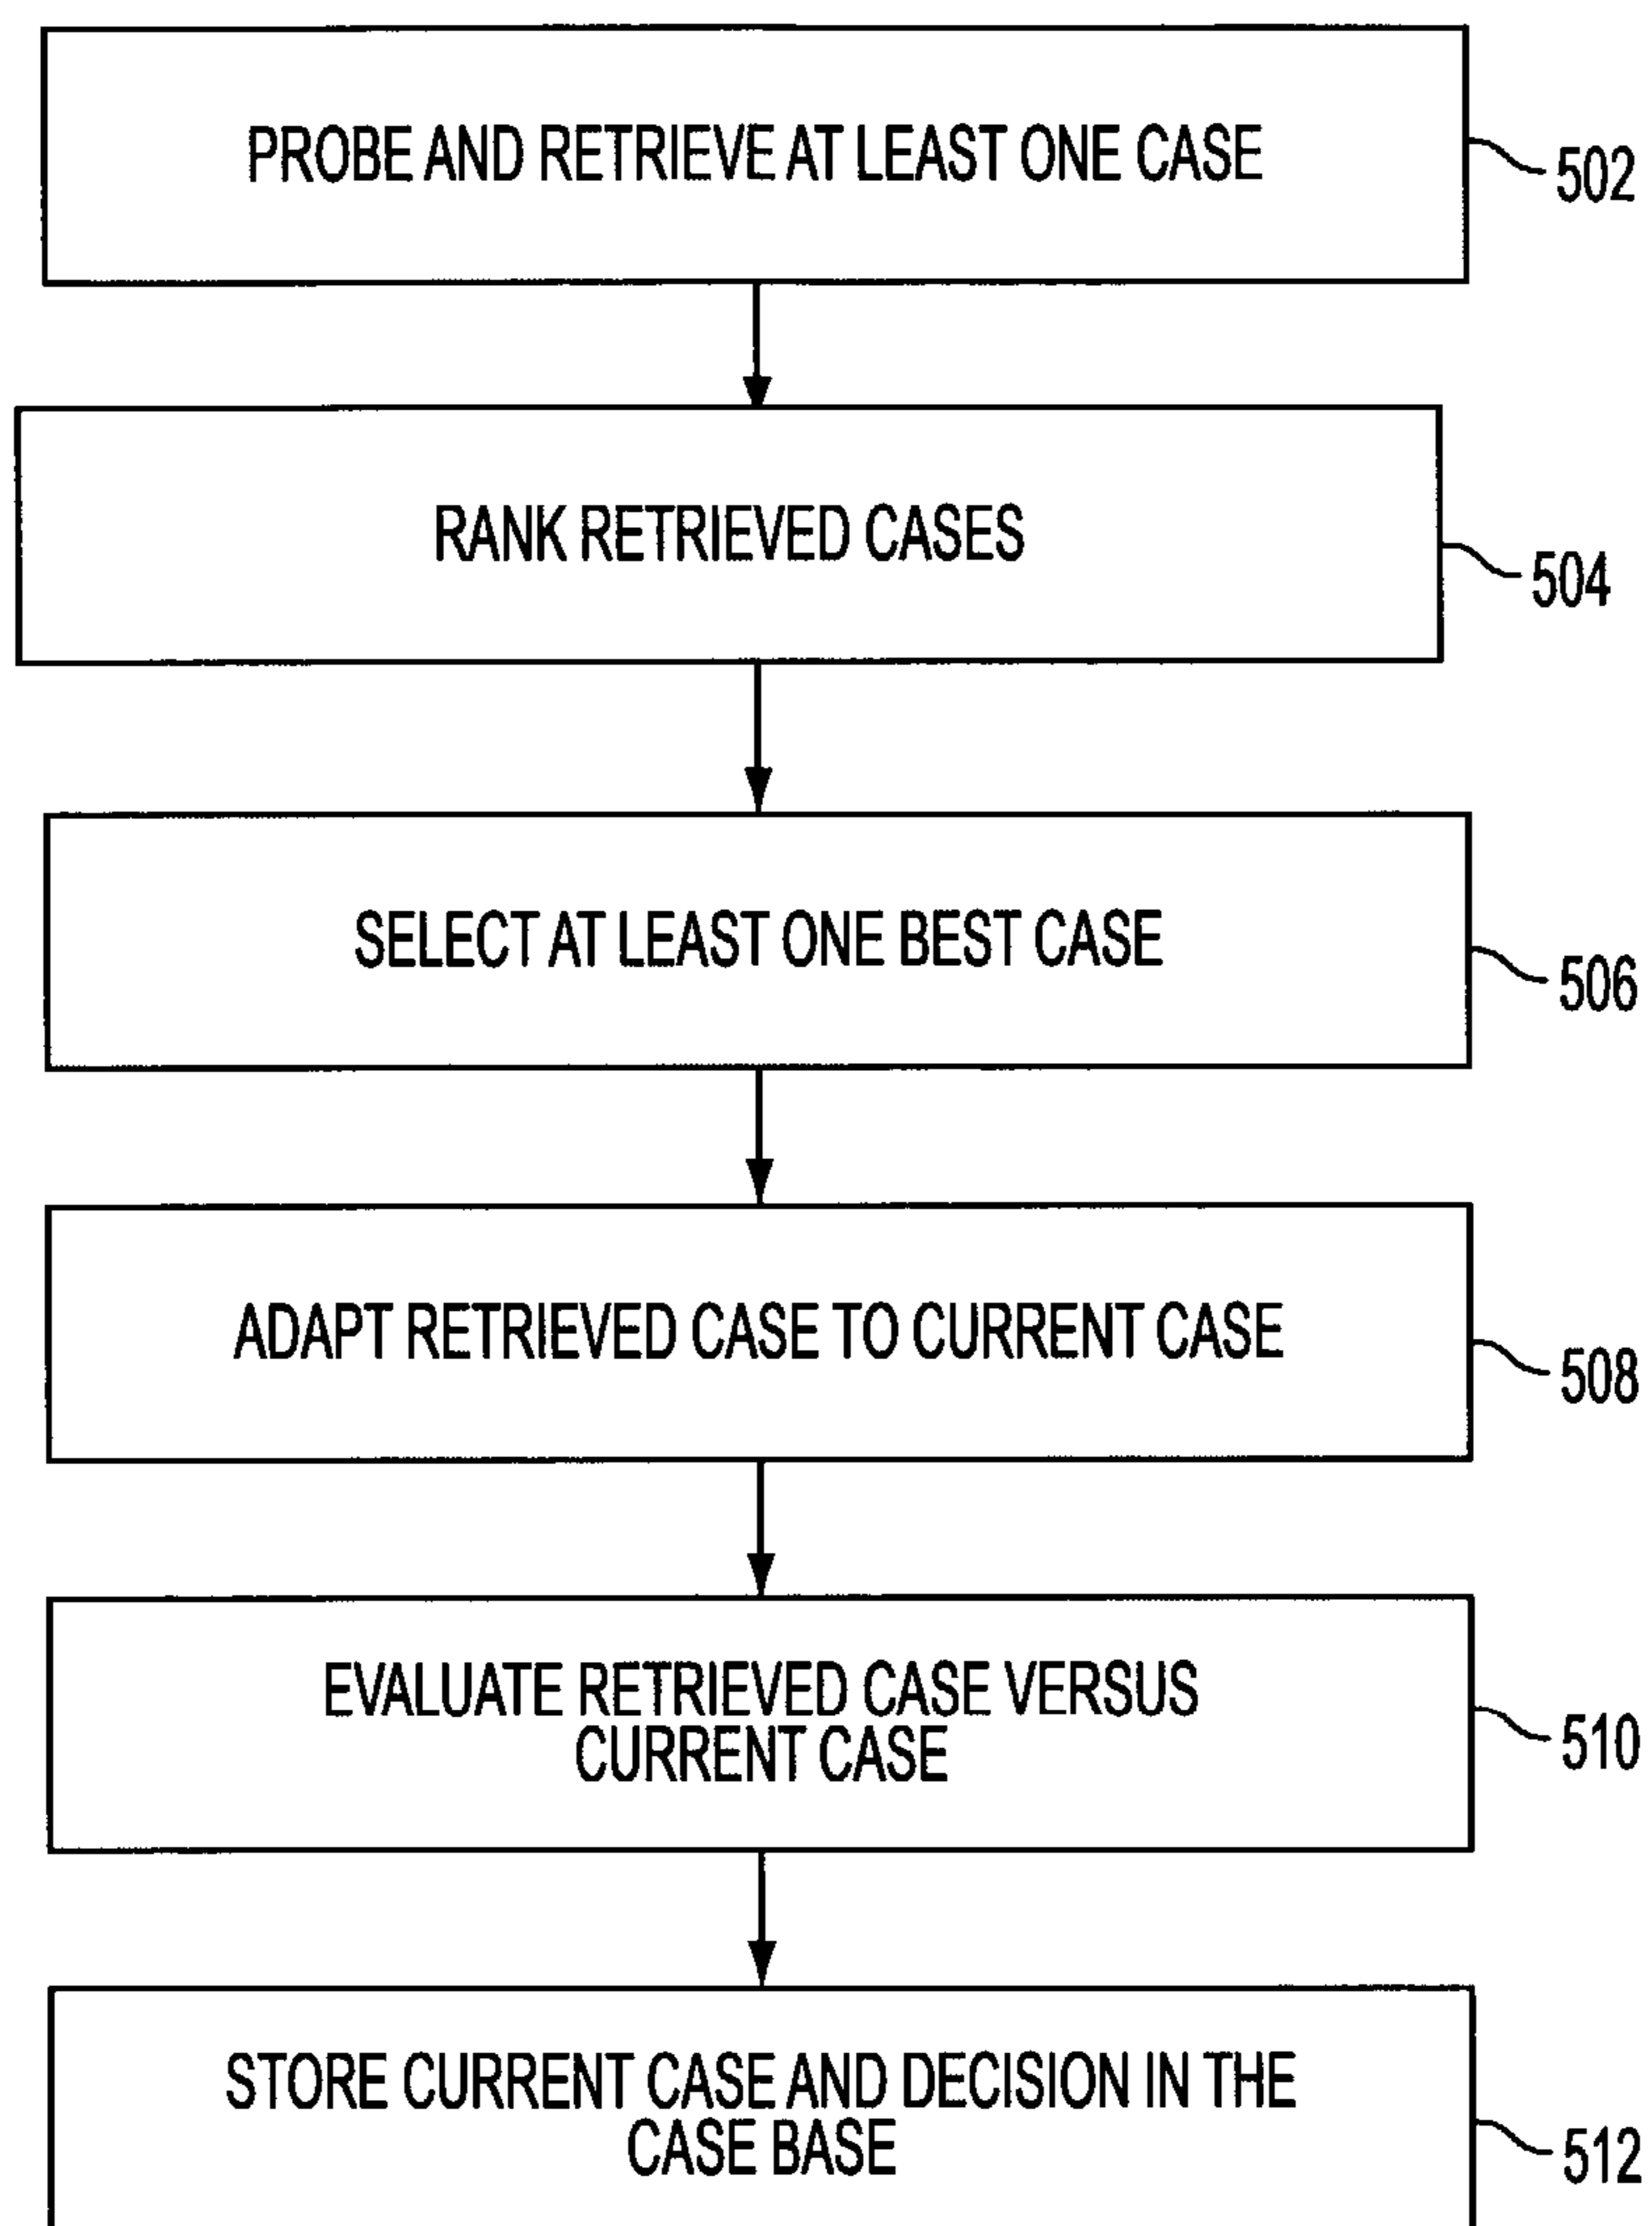 PROBE AND RETRIEVE AT LEAST ONE CASE
502
RANK RETRIEVED CASES
504
SELECT AT LEAST ONE BEST CASE
506
ADAPT RETRIEVED CASE TO CURRENT CASE
508
EVALUATE RETRIEVED CASE VERSUS
CURRENT CASE
510
STORE CURRENT CASE AND DECISION IN THE
CASE BASE
512